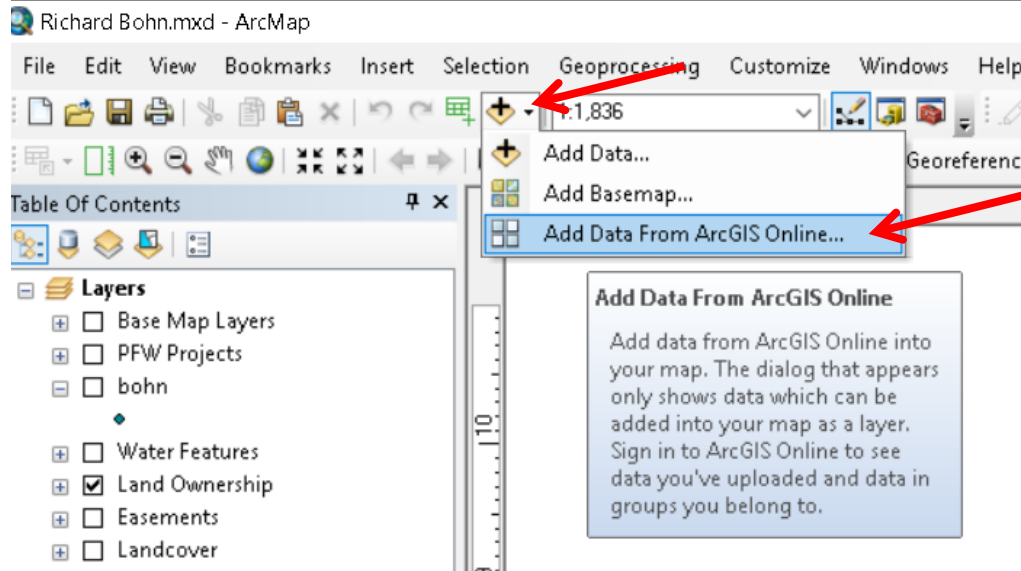 Richard Bohn.mxd - ArcMap
File Edit View Bookmarks Insert Selection Geoprocessing Customize Windows Help
1:1,836
Add Data...
Georeferenc
Add Basemap...
Table Of Contents
Add Data From ArcGIS Online...
Layers
Base Map Layers
PFW Projects
bohn
Water Features
Land Ownership
Easements
Landcover
10
Add Data From ArcGIS Online
Add data from ArcGIS Online into
your map. The dialog that appears
only shows data which can be
added into your map as a layer.
Sign in to ArcGIS Online to see
data you've uploaded and data in
groups you belong to.